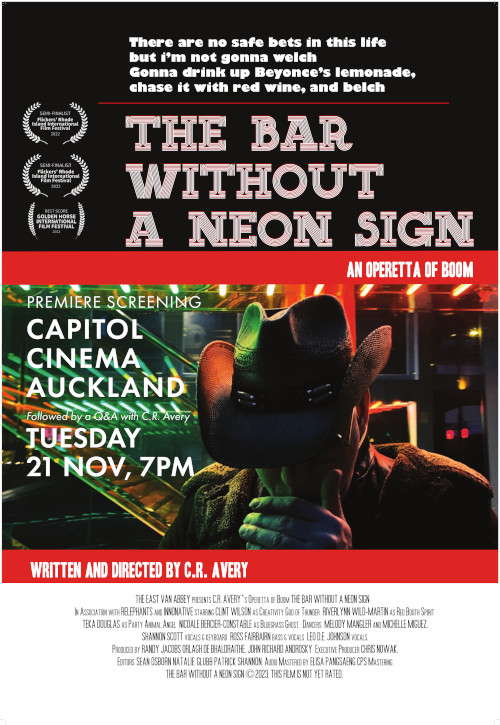 There are no safe bets in this life
but i'm not gonna welch
Gonna drink up Beyonce's lemonade,
chase it with red wine, and belch
SEMI-FINALIST
Flickers' Rhode
Island International
Film Festival
2022
THE BAR
WITHOUT
A NEON SIGN
SEMI-FINALIST
Flickers' Rhode
Island International
Film Festival
2022
BEST SCORE
GOLDEN HORSE
INTERNATIONAL
FILM FESTIVAL
2022
AN OPERETTA OF BOOM
PREMIERE SCREENING
CAPITOL
CINEMA
AUCKLAND
Followed by a Q&A with C.R. Avery
TUESDAY
21 NOV, 7PM
WRITTEN AND DIRECTED BY C.R. AVERY
THE EAST VAN ABBEY PRESENTS C.R. AVERY'S OPERETTA OF BOOM THE BAR WITHOUT A NEON SIGN
IN ASSOCIATION WITH RELEPHANTS AND INNONATIVE STARRING CLINT WILSON AS CREATIVITY GOD OF THUNDER RIVERLYNN WILD-MARTIN AS RED BOOTH SPIRIT
TEKA DOUGLAS AS PARTY ANIMAL ANGEL NICOALE BERCIER-CONSTABLE AS BLUEGRASS GHOST. DANCERS MELODY MANGLER AND MICHELLE MIGUEZ.
SHANNON SCOTT VOCALS & KEYBOARD ROSS FAIRBAIRN BASS & VOCALS LEO D.E. JOHNSON VOCALS.
PRODUCED BY RANDY JACOBS ORLAGH DE BHALDRAITHE. JOHN RICHARD ANDROSKY EXECUTIVE PRODUCER CHRIS NOWAK.
EDITORS SEAN OSBORN NATALIE GLUBB PATRICK SHANNON. AUDIO MASTERED BY ELISA PANGSAENG CPS MASTERING
THE BAR WITHOUT A NEON SIGN © 2023. THIS FILM IS NOT YET RATED.